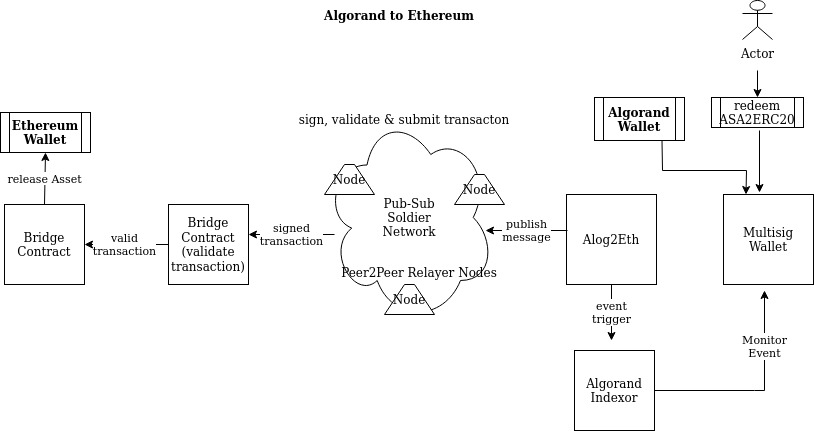 Algorand to Ethereum
Actor
redeem
ASA2ERC20
Algorand
Wallet
Ethereum
Wallet
sign, validate & submit transacton
release Asset
Node
Node
Pub-Sub
Soldier
Network
Peer2Peer Relayer Nodes
Node
Bridge
Contract
valid
transaction
Bridge
Contract
(validate
transaction)
signed
transaction
publish
message
Alog2Eth
Multisig
Wallet
event
trigger
Monitor
Event
Algorand
Indexor